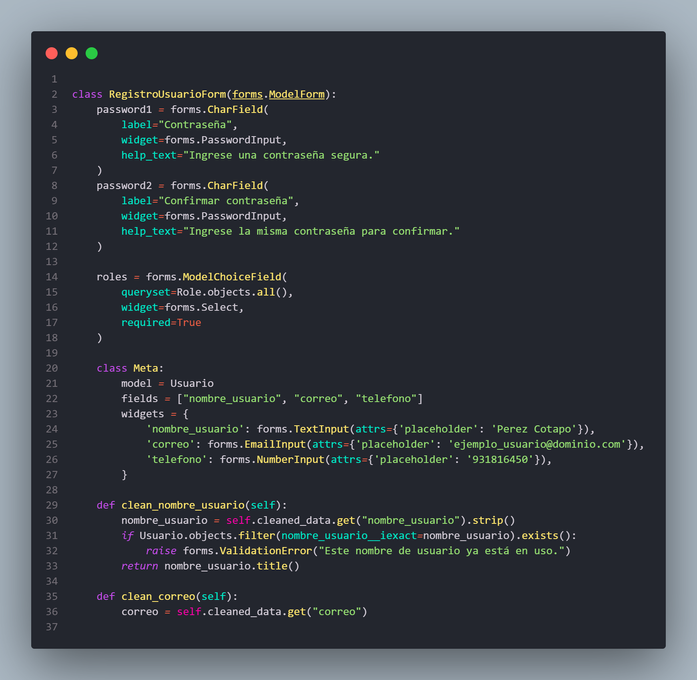 1
2 class RegistroUsuarioForm(forms.ModelForm):
3     password1 = forms.CharField(
4         label="Contraseña",
5         widget=forms.PasswordInput,
6         help_text="Ingrese una contraseña segura."
7     )
8     password2 = forms.CharField(
9         label="Confirmar contraseña",
10         widget=forms.PasswordInput,
11         help_text="Ingrese la misma contraseña para confirmar."
12     )
13
14     roles = forms.ModelChoiceField(
15         queryset=Role.objects.all(),
16         widget=forms.Select,
17         required=True
18     )
19
20     class Meta:
21         model = Usuario
22         fields = ["nombre_usuario", "correo", "telefono"]
23         widgets = {
24             'nombre_usuario': forms.TextInput(attrs={'placeholder': 'Perez Cotapo'}),
25             'correo': forms.EmailInput(attrs={'placeholder': 'ejemplo_usuario@dominio.com'}),
26             'telefono': forms.NumberInput(attrs={'placeholder': '931816450'}),
27         }
28
29     def clean_nombre_usuario(self):
30         nombre_usuario = self.cleaned_data.get("nombre_usuario").strip()
31         if Usuario.objects.filter(nombre_usuario__iexact=nombre_usuario).exists():
32             raise forms.ValidationError("Este nombre de usuario ya está en uso.")
33         return nombre_usuario.title()
34
35     def clean_correo(self):
36         correo = self.cleaned_data.get("correo")
37